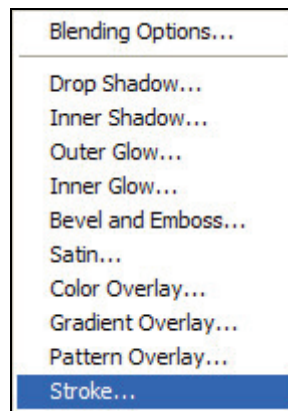 Blending Options...
Drop Shadow...
Inner Shadow...
Outer Glow...
Inner Glow...
Bevel and Emboss...
Satin...
Color Overlay...
Gradient Overlay...
Pattern Overlay...
Stroke...